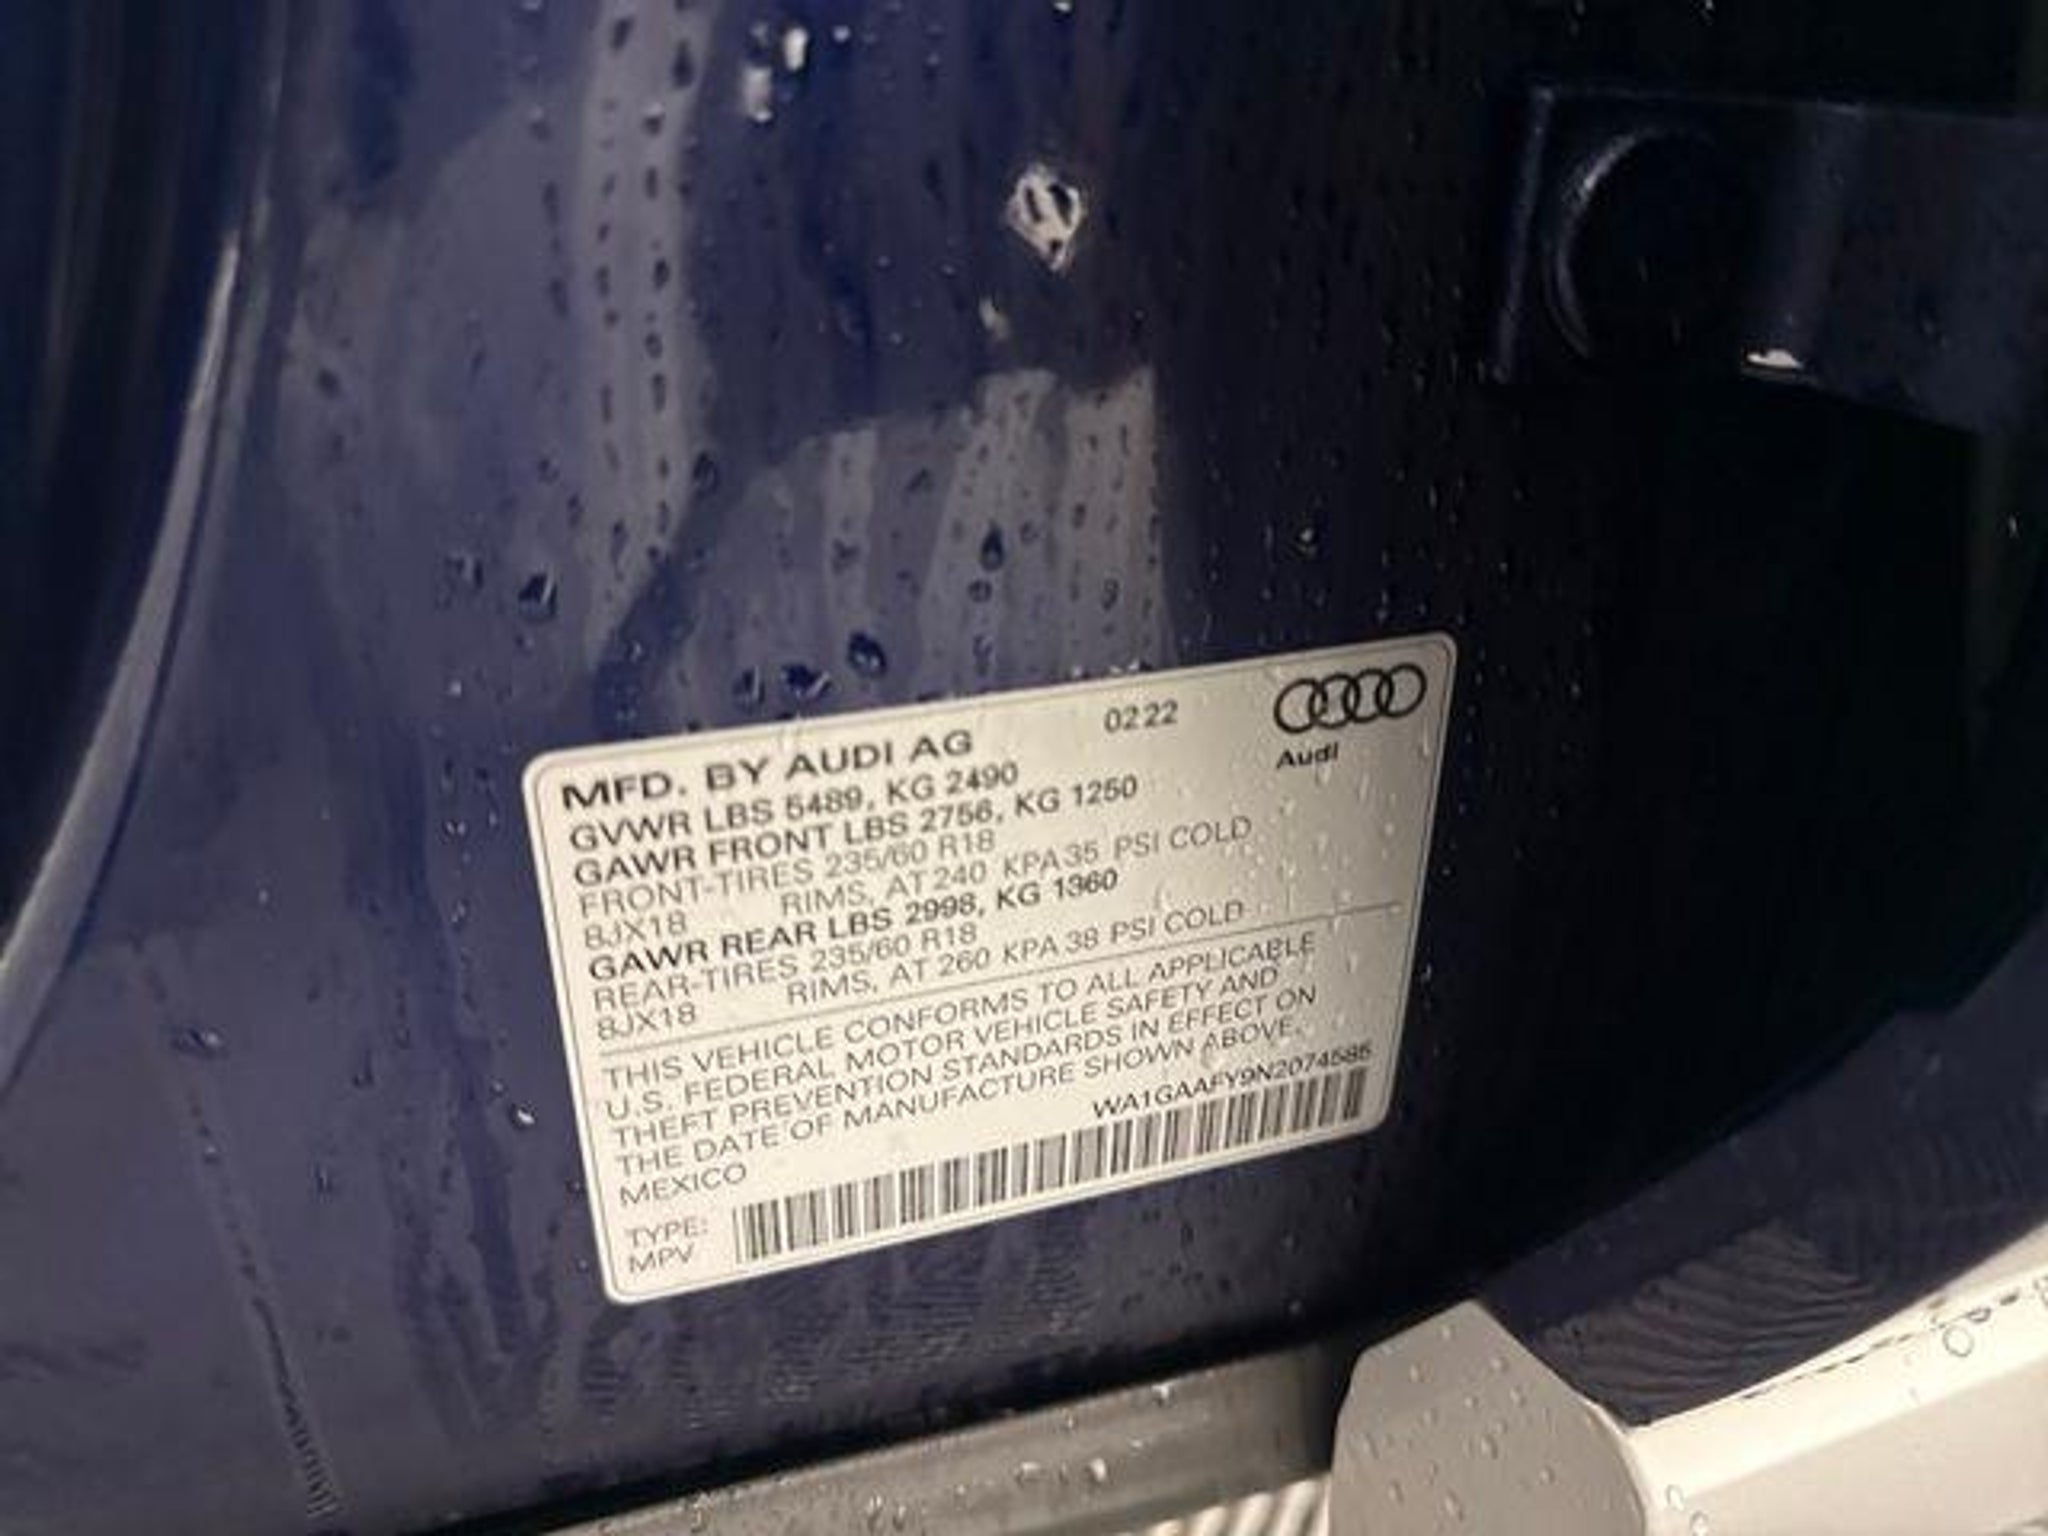 MFD. BY AUDI AG 0222
Audi
GVWR LBS 5489, KG 2490
GAWR FRONT LBS 2756, KG 1250
FRONT-TIRES 235/60 R18
8JX18 RIMS, AT 240 KPA 35 PSI COLD
GAWR REAR LBS 2998, KG 1360
REAR-TIRES 235/60 R18
8JX18 RIMS, AT 260 KPA 38 PSI COLD
THIS VEHICLE CONFORMS TO ALL APPLICABLE
U.S. FEDERAL MOTOR VEHICLE SAFETY AND
THEFT PREVENTION STANDARDS IN EFFECT ON
THE DATE OF MANUFACTURE SHOWN ABOVE.
MEXICO WA1GAAFY9N2074585
TYPE:
MPV